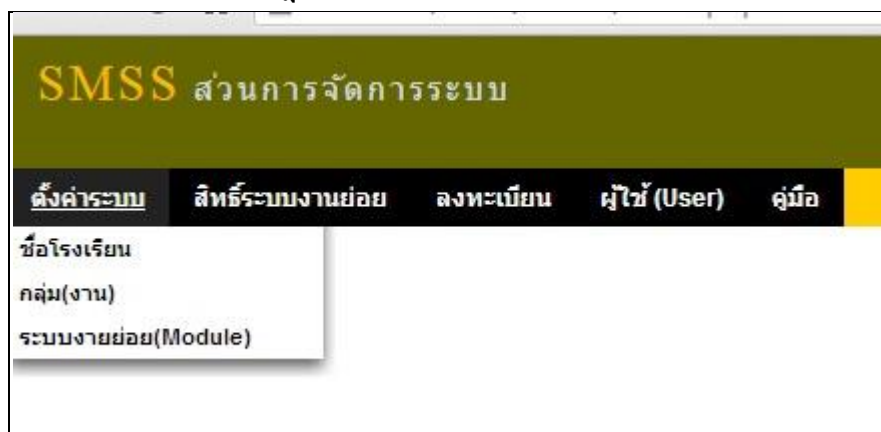 SMSS ส่วนการจัดการระบบ
ตั้งค่าระบบ สิทธิ์ระบบงานย่อย ลงทะเบียน ผู้ใช้ (User) คู่มือ
ชื่อโรงเรียน
กลุ่ม(งาน)
ระบบงายย่อย(Module)